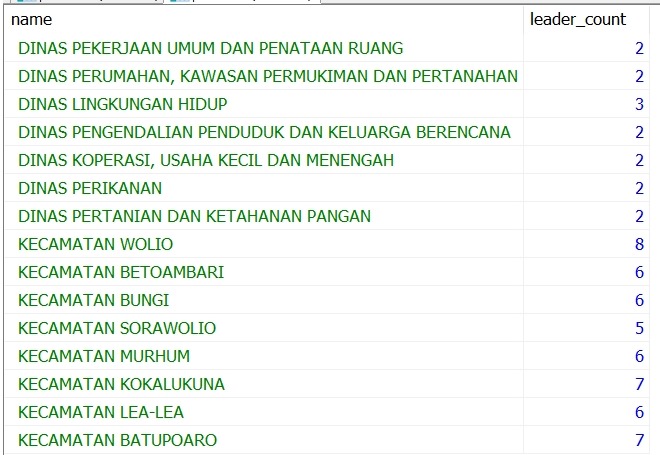 name leader_count
DINAS PEKERJAAN UMUM DAN PENATAAN RUANG 2
DINAS PERUMAHAN, KAWASAN PERMUKIMAN DAN PERTANAHAN 2
DINAS LINGKUNGAN HIDUP 3
DINAS PENGENDALIAN PENDUDUK DAN KELUARGA BERENCANA 2
DINAS KOPERASI, USAHA KECIL DAN MENENGAH 2
DINAS PERIKANAN 2
DINAS PERTANIAN DAN KETAHANAN PANGAN 2
KECAMATAN WOLIO 8
KECAMATAN BETOAMBARI 6
KECAMATAN BUNGI 6
KECAMATAN SORAWOLIO 5
KECAMATAN MURHUM 6
KECAMATAN KOKALUKUNA 7
KECAMATAN LEA-LEA 6
KECAMATAN BATUPOARO 7